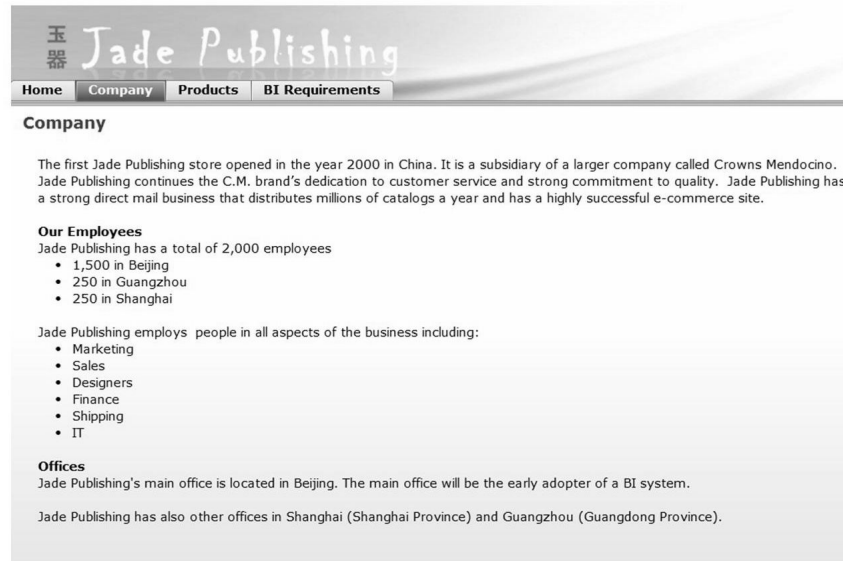 玉器 Jade Publishing
Home Company Products BI Requirements
Company
The first Jade Publishing store opened in the year 2000 in China. It is a subsidiary of a larger company called Crowns Mendocino.
Jade Publishing continues the C.M. brand’s dedication to customer service and strong commitment to quality. Jade Publishing has
a strong direct mail business that distributes millions of catalogs a year and has a highly successful e-commerce site.
Our Employees
Jade Publishing has a total of 2,000 employees
• 1,500 in Beijing
• 250 in Guangzhou
• 250 in Shanghai
Jade Publishing employs people in all aspects of the business including:
• Marketing
• Sales
• Designers
• Finance
• Shipping
• IT
Offices
Jade Publishing's main office is located in Beijing. The main office will be the early adopter of a BI system.
Jade Publishing has also other offices in Shanghai (Shanghai Province) and Guangzhou (Guangdong Province).